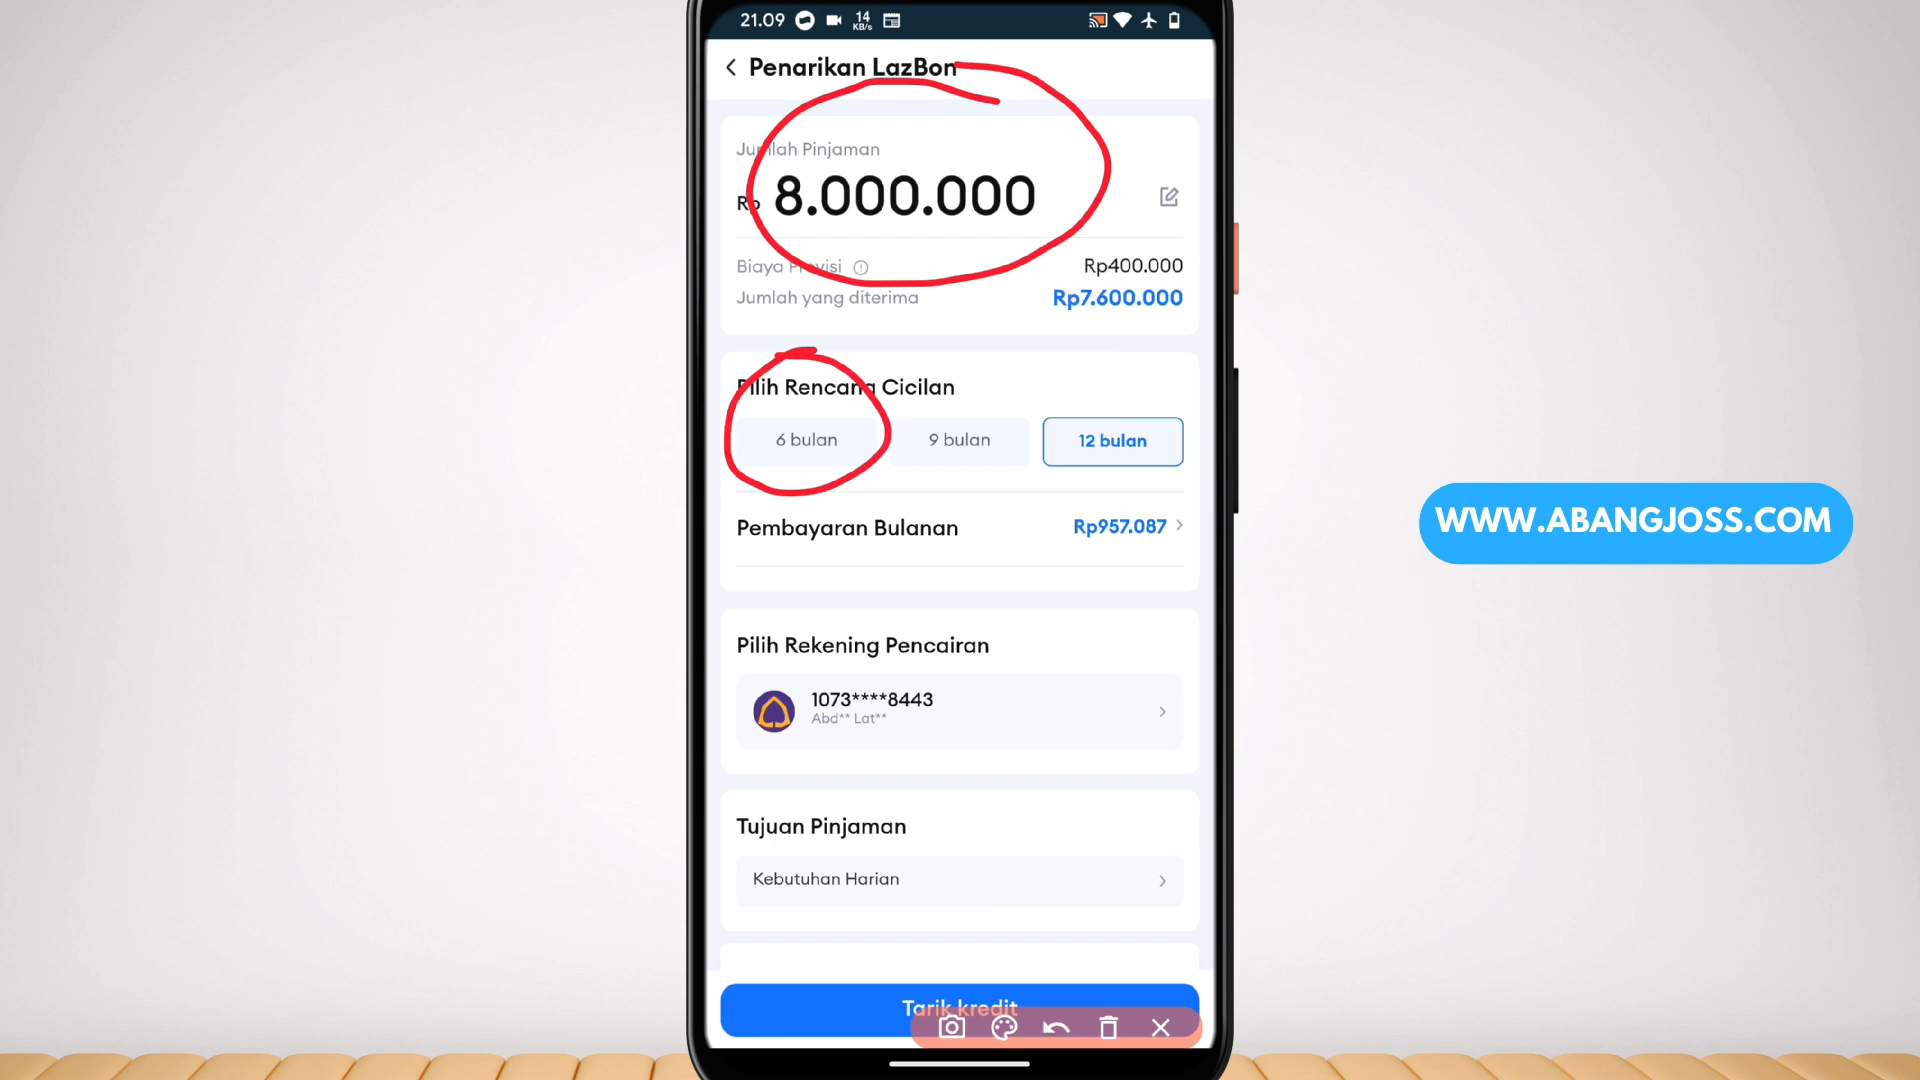 21.09
14
KB/s
Penarikan LazBon
Jumlah Pinjaman
Rp 8.000.000
Biaya Provisi Rp400.000
Jumlah yang diterima Rp7.600.000
Pilih Rencana Cicilan
6 bulan 9 bulan 12 bulan
Pembayaran Bulanan Rp957.087
Pilih Rekening Pencairan
1073****8443
Abd** Lat**
Tujuan Pinjaman
Kebutuhan Harian
Tarik kredit
WWW.ABANGJOSS.COM